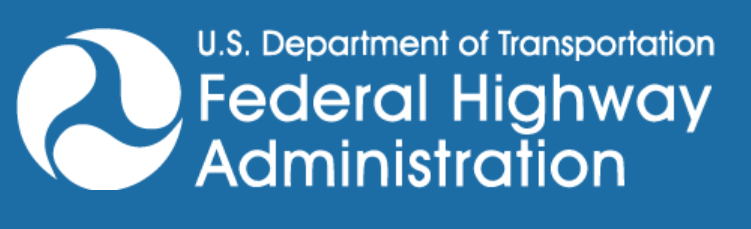 U.S. Department of Transportation
Federal Highway
Administration